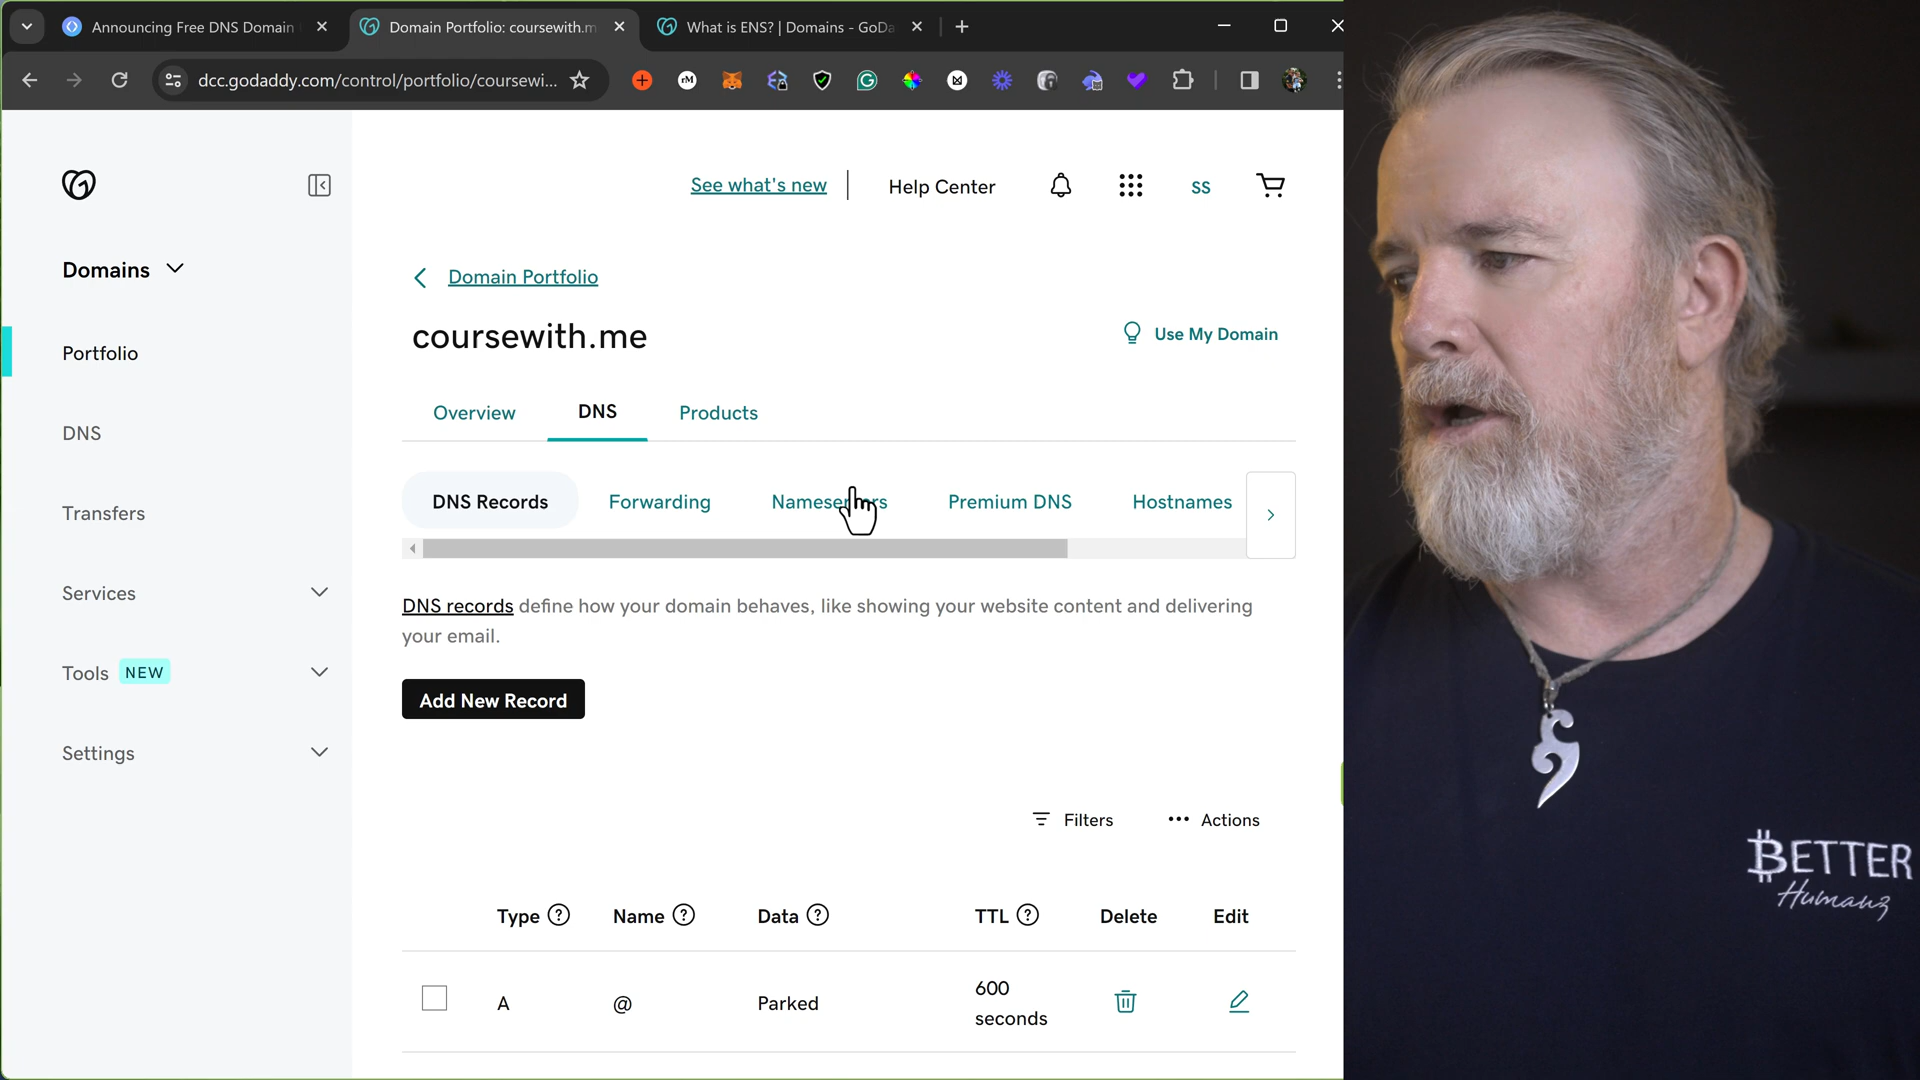 Announcing Free DNS Domain
Domain Portfolio: coursewith.m
What is ENS? | Domains - GoDa
dcc.godaddy.com/control/portfolio/coursewi...
See what's new
Help Center
SS
Domains
Portfolio
DNS
Transfers
Services
Tools NEW
Settings
Domain Portfolio
coursewith.me
Use My Domain
Overview
DNS
Products
DNS Records
Forwarding
Nameservers
Premium DNS
Hostnames
DNS records define how your domain behaves, like showing your website content and delivering
your email.
Add New Record
Filters
Actions
Type
Name
Data
TTL
Delete
Edit
A
@
Parked
600
seconds
BETTER
Humanz